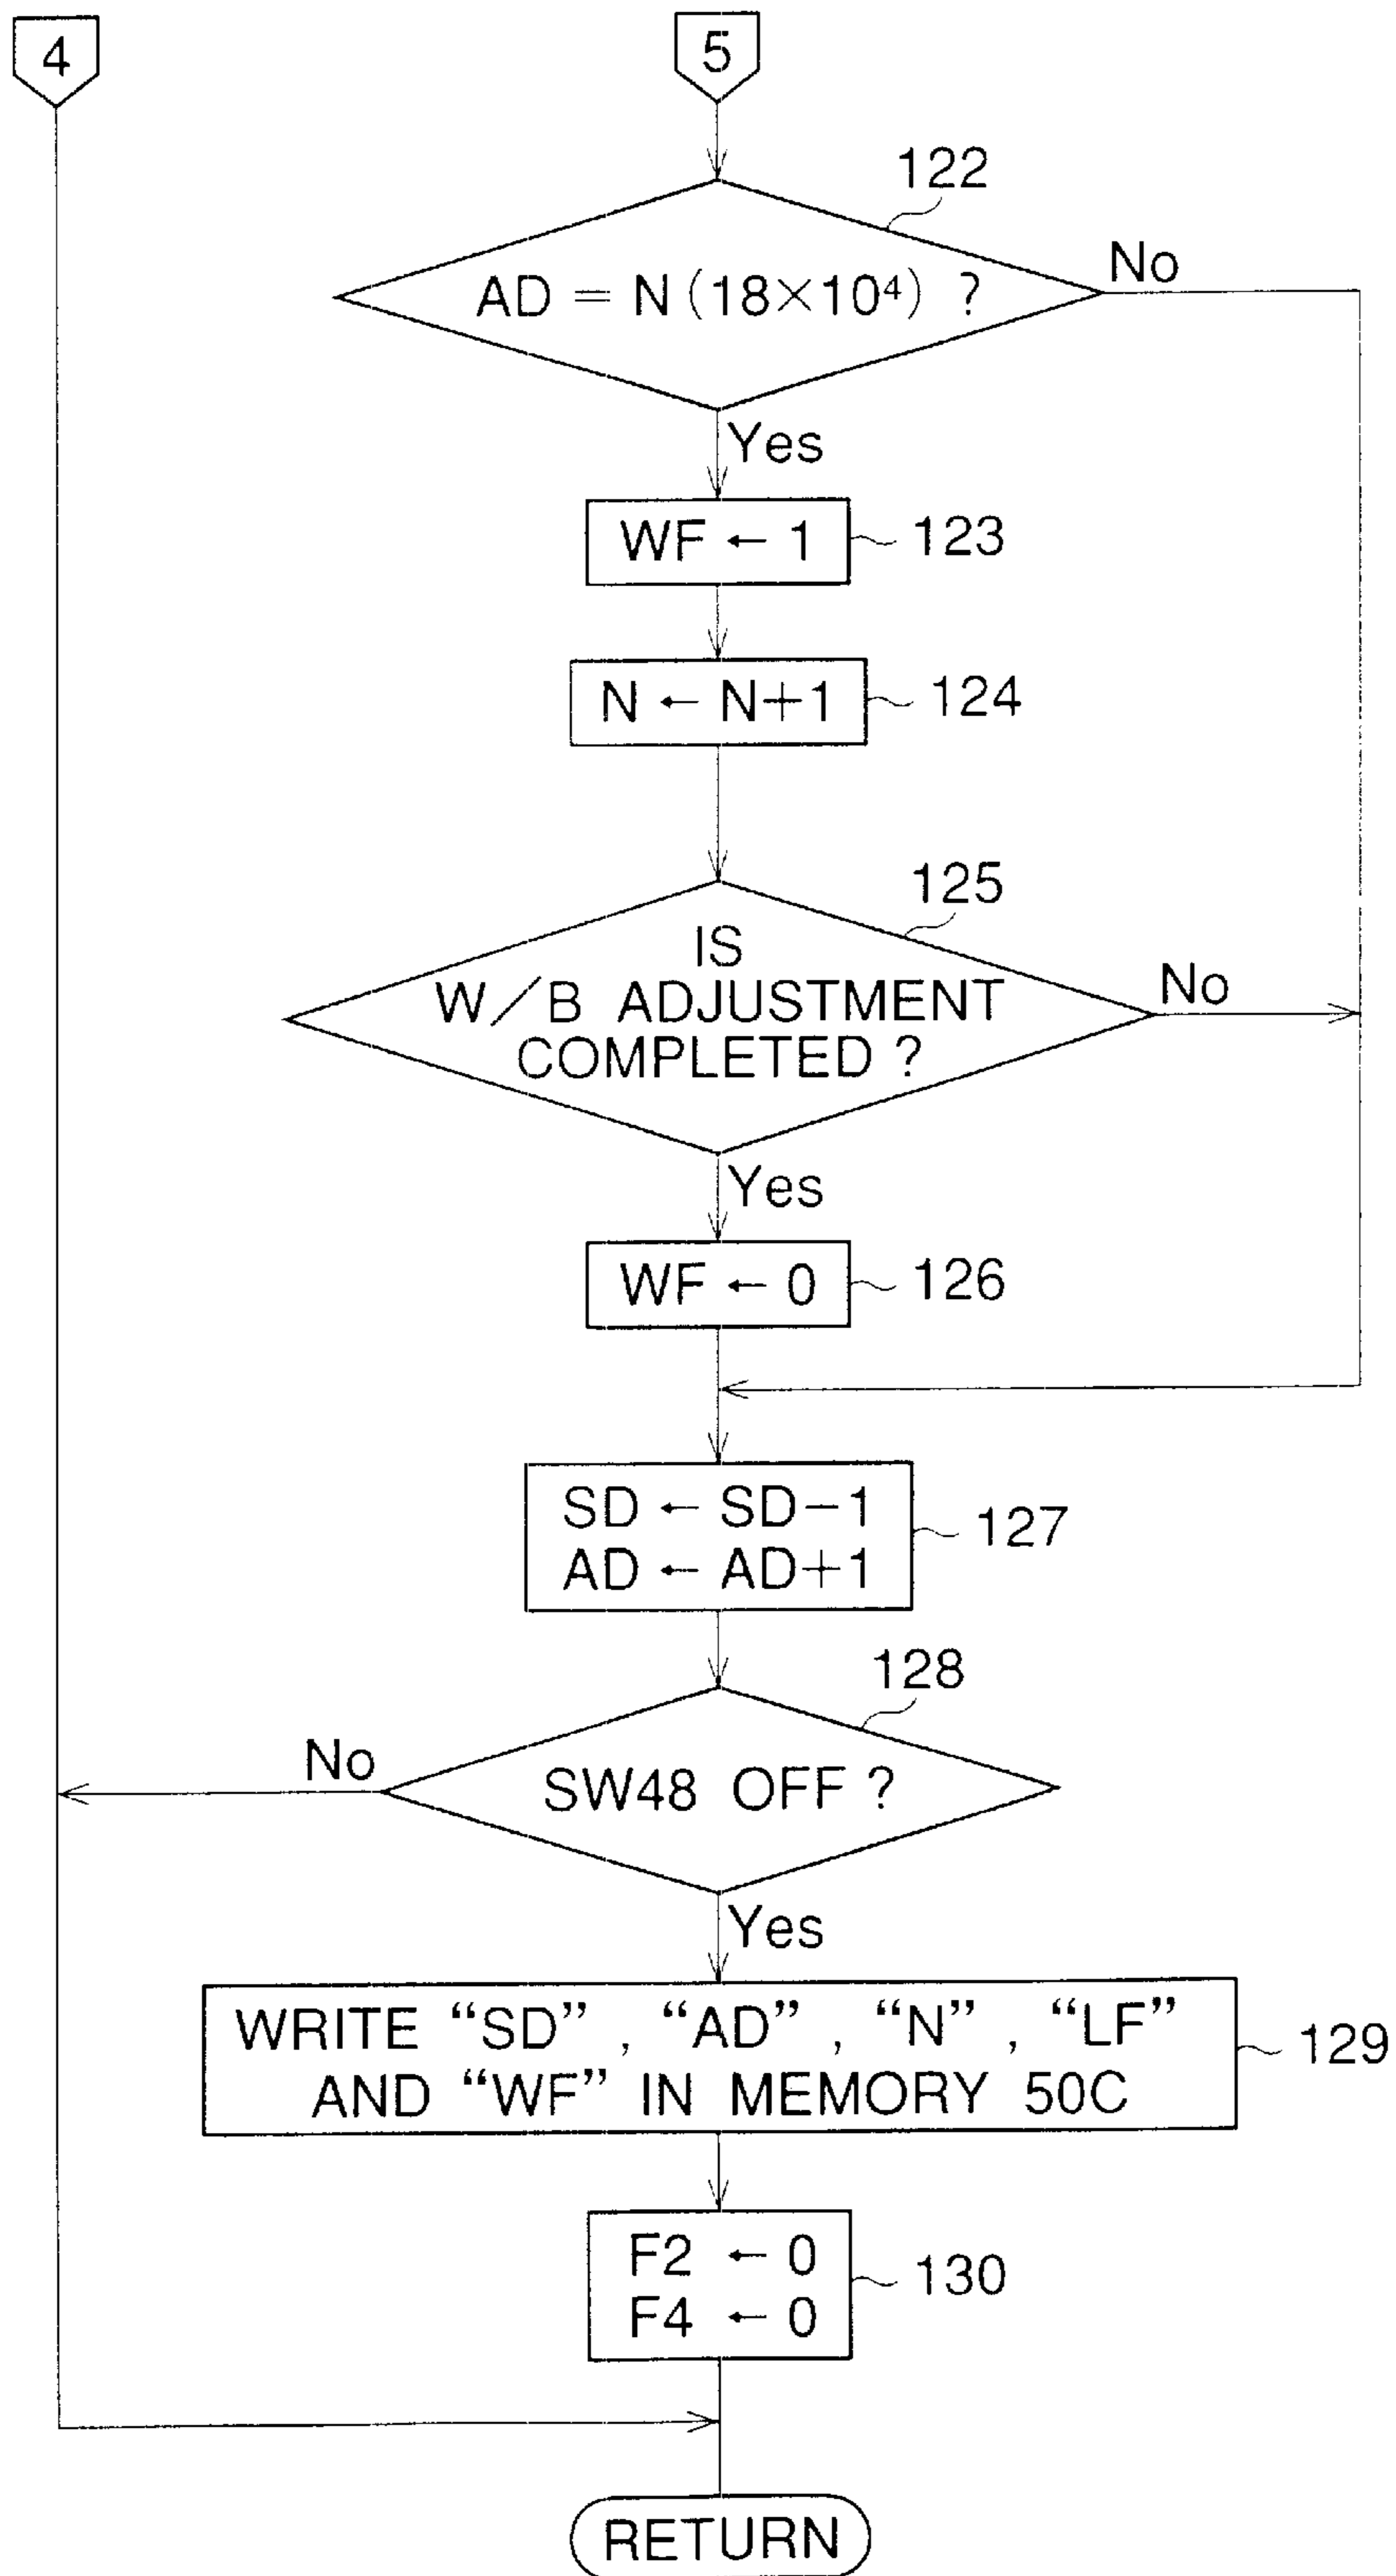 4
5
122
AD = N (18×10⁴) ?
No
Yes
WF ← 1
123
N ← N+1
124
125
IS
W/B ADJUSTMENT
COMPLETED ?
No
Yes
WF ← 0
126
SD ← SD−1
AD ← AD+1
127
128
No
SW48 OFF ?
Yes
WRITE “SD”, “AD”, “N”, “LF”
AND “WF” IN MEMORY 50C
129
F2 ← 0
F4 ← 0
130
RETURN